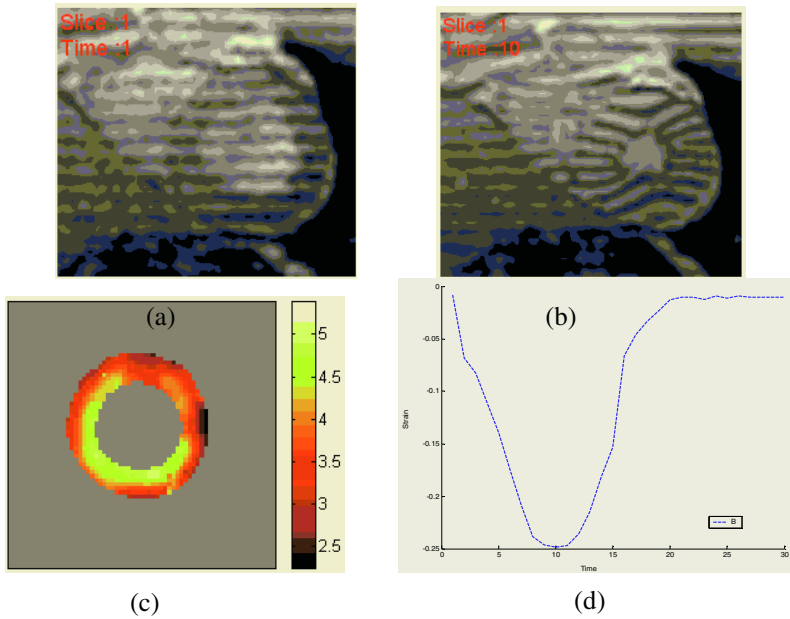 Slice :1
Time :1
Slice :1
Time :10
(a)
(b)
5
4.5
4
3.5
3
2.5
0
-0.05
-0.1
-0.15
-0.2
-0.25
Strain
B
0 5 10 15 20 25 30
Time
(c)
(d)